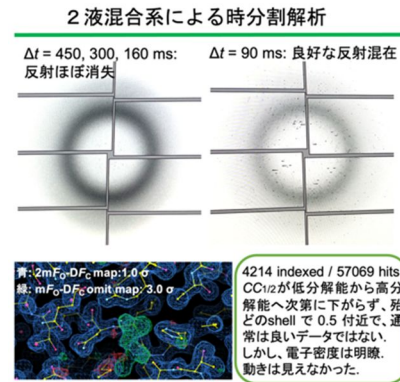 ２液混合系による時分割解析
Δt = 450, 300, 160 ms:
反射ほぼ消失
Δt = 90 ms: 良好な反射混在
青: 2mFO-DFC map:1.0 σ
緑: mFO-DFC omit map: 3.0 σ
4214 indexed / 57069 hits
CC1/2が低分解能から高分
解能へ次第に下がらず、殆
どのshell で 0.5 付近で、通
常は良いデータではない.
しかし、電子密度は明瞭.
動きは見えなかった.